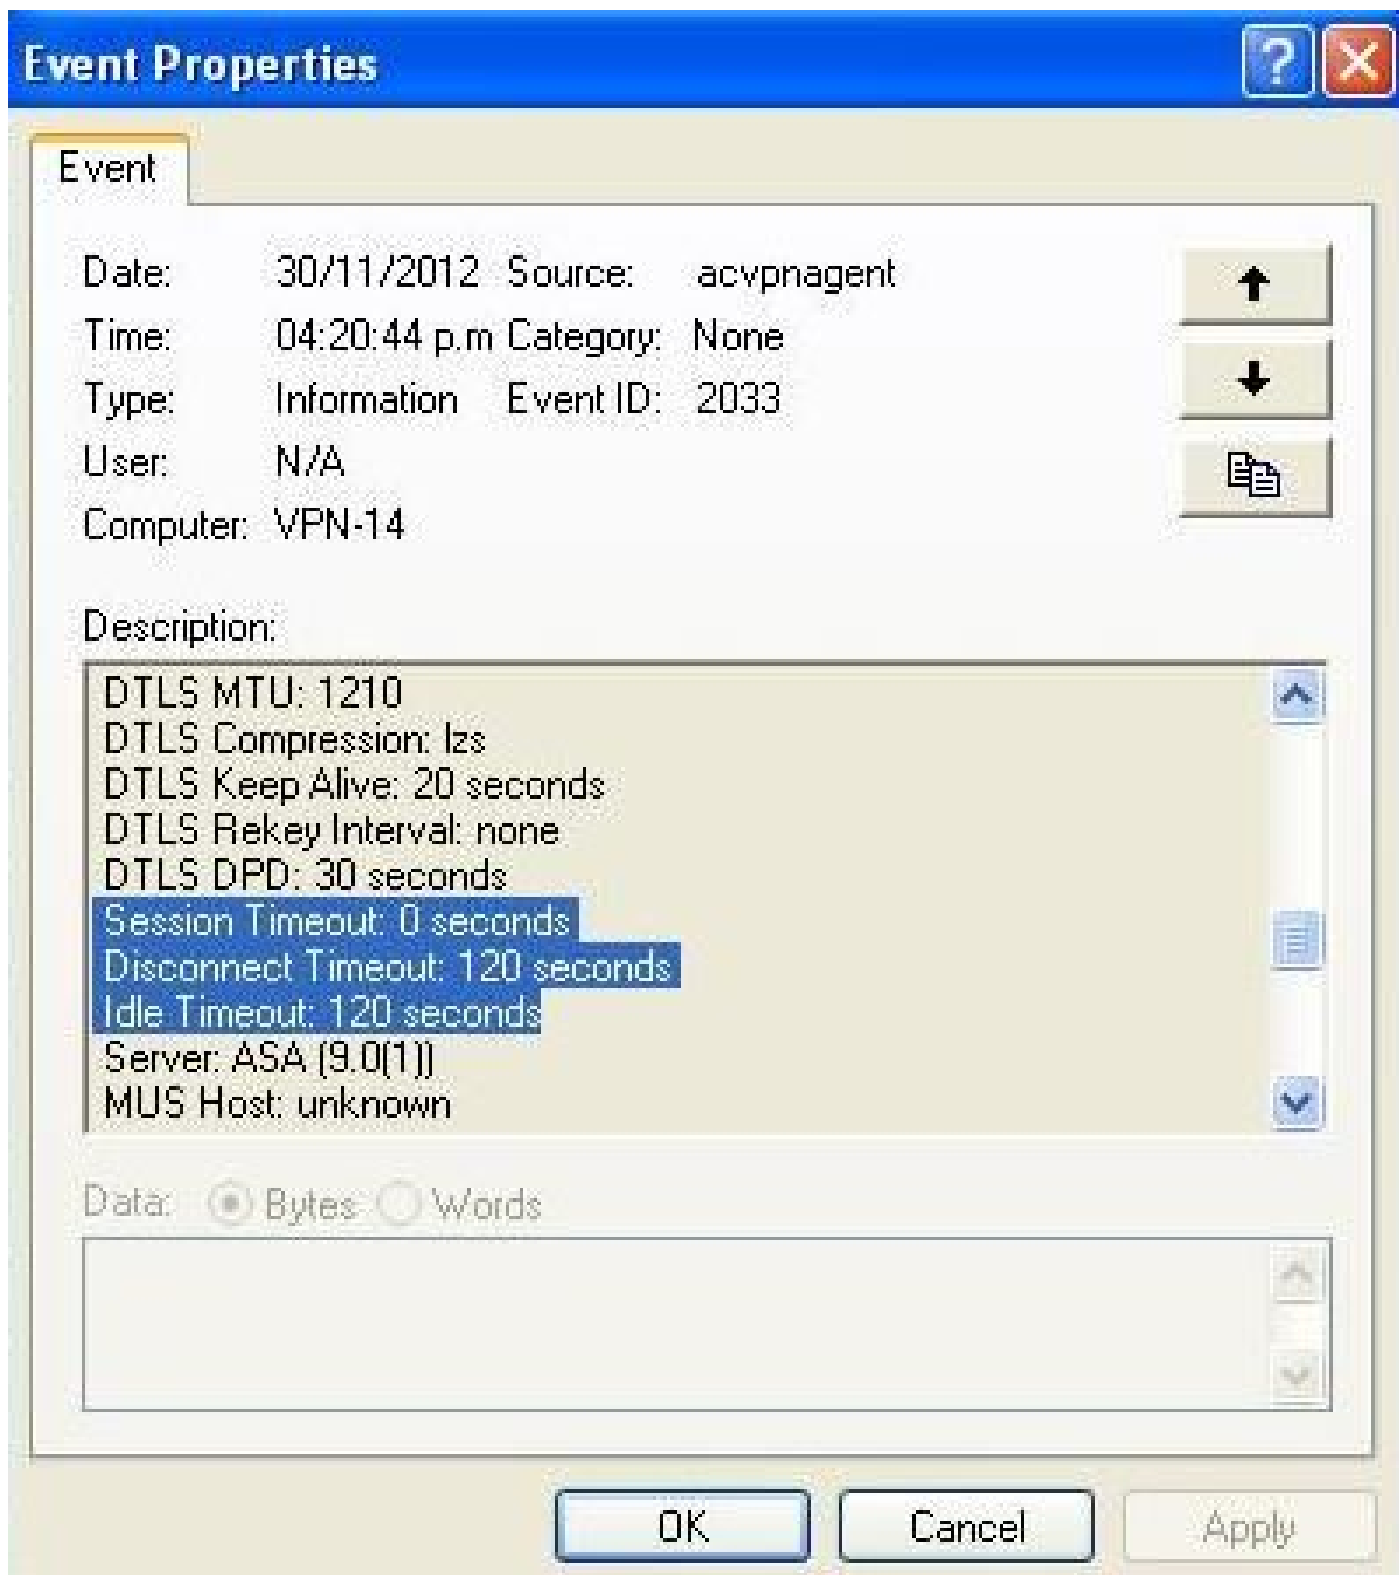 Event Properties
Event
Date: 30/11/2012 Source: acvpnagent
Time: 04:20:44 p.m Category: None
Type: Information Event ID: 2033
User: N/A
Computer: VPN-14
Description:
DTLS MTU: 1210
DTLS Compression: lzs
DTLS Keep Alive: 20 seconds
DTLS Rekey Interval: none
DTLS DPD: 30 seconds
Session Timeout: 0 seconds
Disconnect Timeout: 120 seconds
Idle Timeout: 120 seconds
Server: ASA (9.0(1))
MUS Host: unknown
Data: Bytes Words
OK Cancel Apply